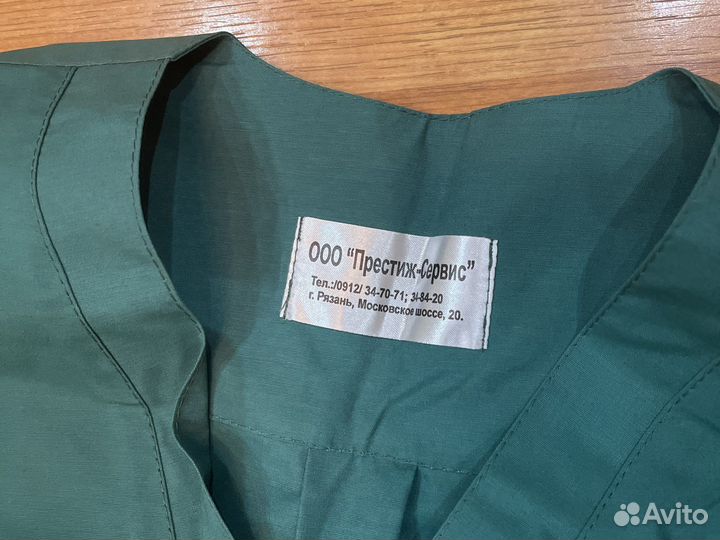 ООО "Престиж-Сервис"
Тел.:/0912/ 34-70-71; 34-84-20
г. Рязань, Московское шоссе, 20.
Avito